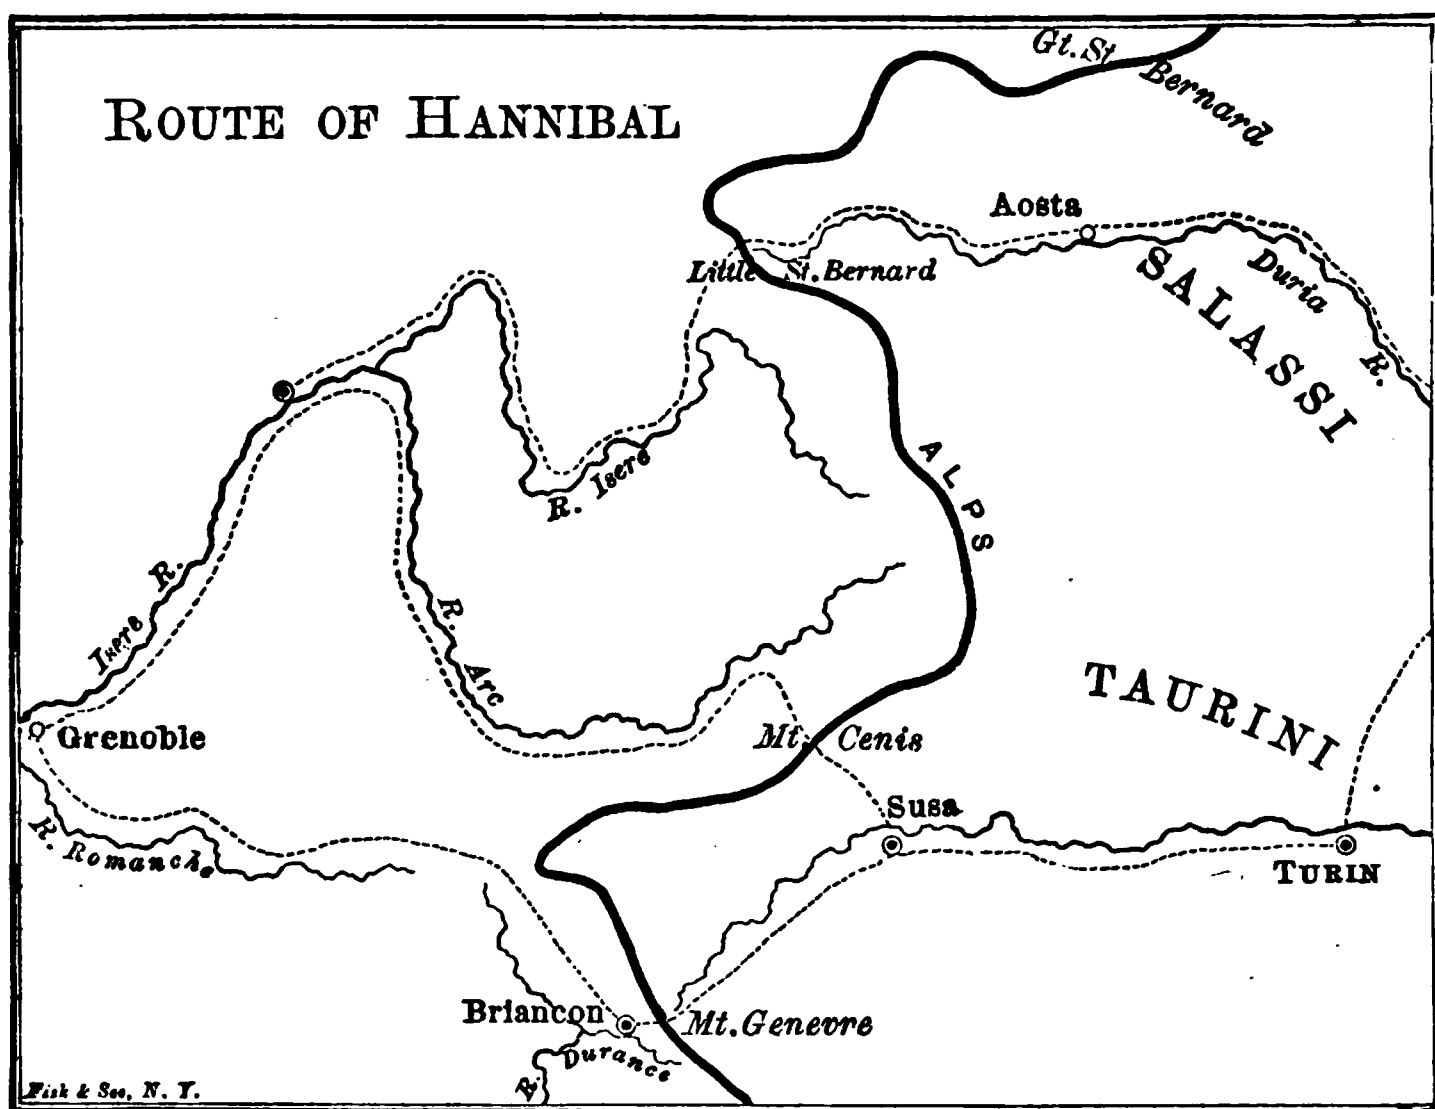 Gt. St Bernard
ROUTE OF HANNIBAL
Aosta
Little St. Bernard
Duria R.
SALASSI
ALPS
R. Isere
Isere R.
R. Arc
TAURINI
Grenoble
Mt. Cenis
Susa
R. Romanche
TURIN
Briancon
Mt. Genevre
R. Durance
Fisk & See, N. Y.